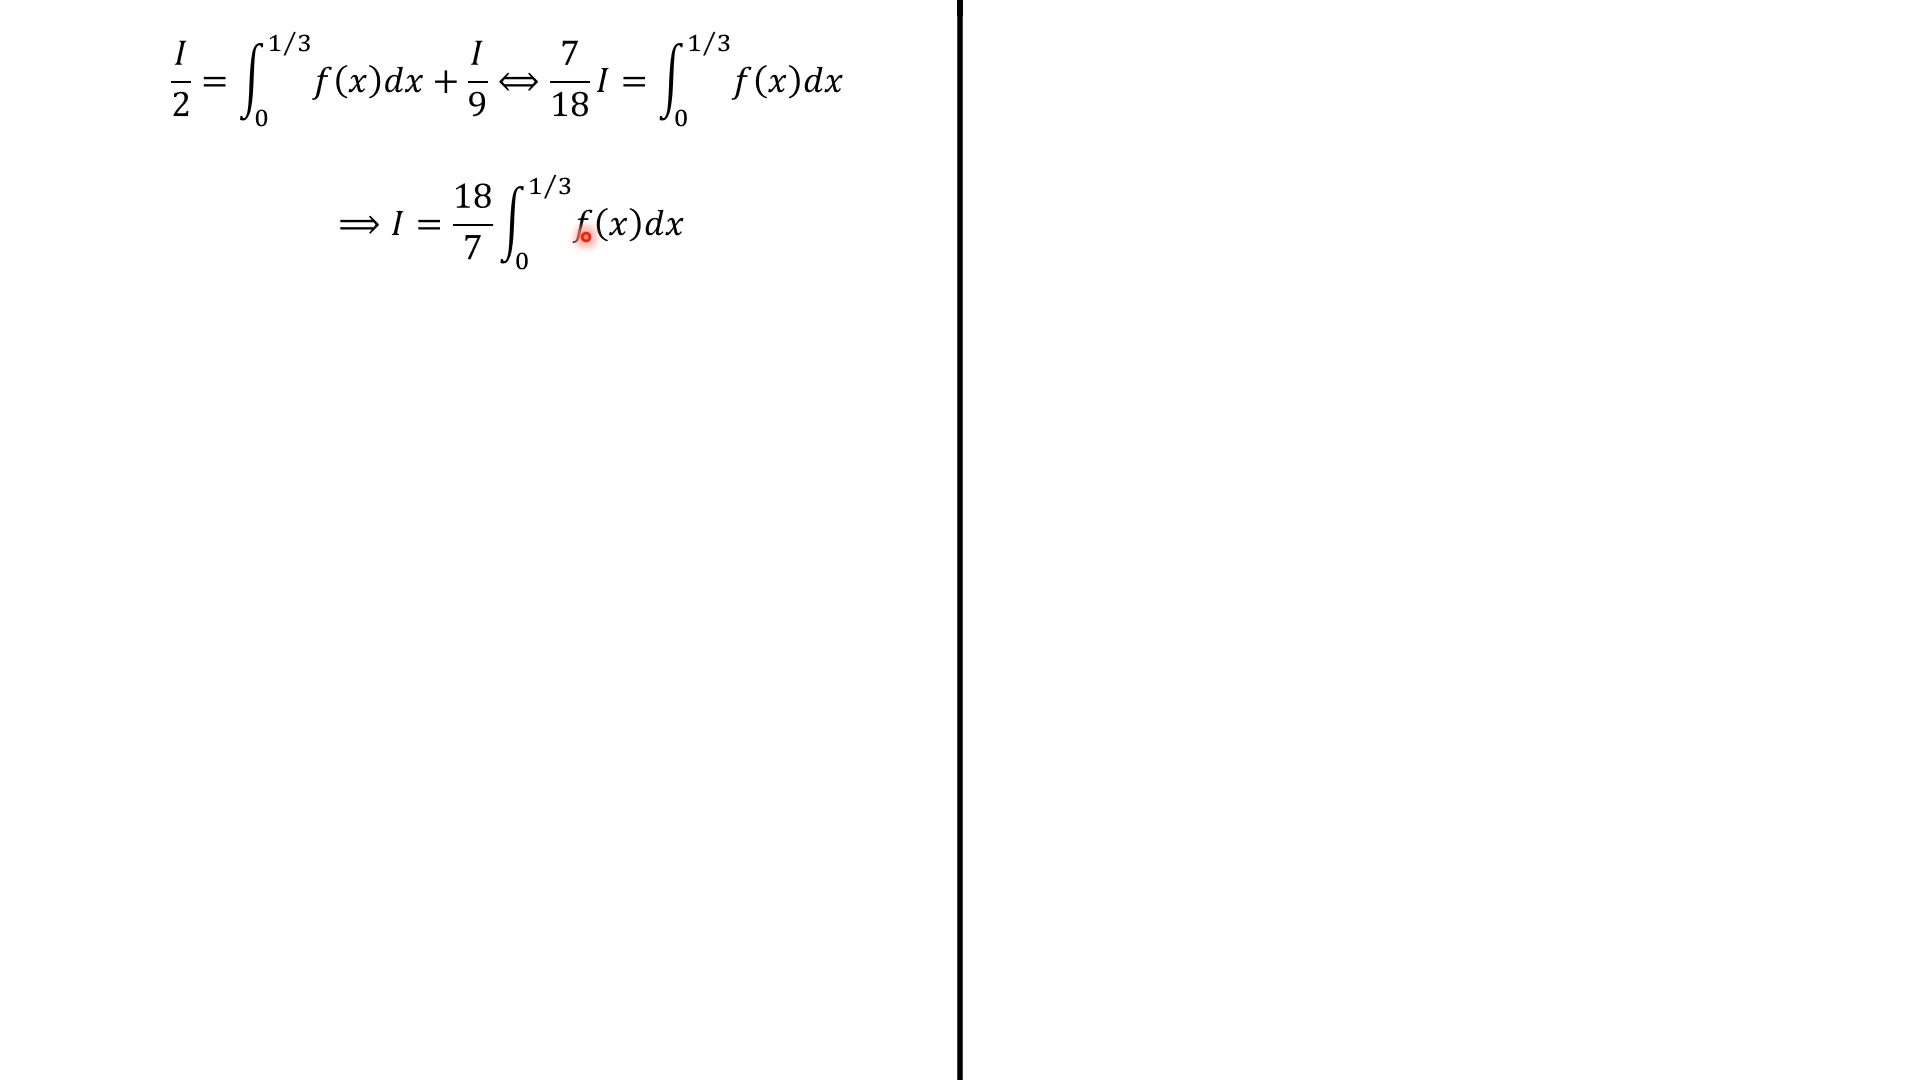 I/2 = ∫₀^{1/3} f(x)dx + I/9 ⟺ 7/18 I = ∫₀^{1/3} f(x)dx
⟹ I = 18/7 ∫₀^{1/3} f(x)dx